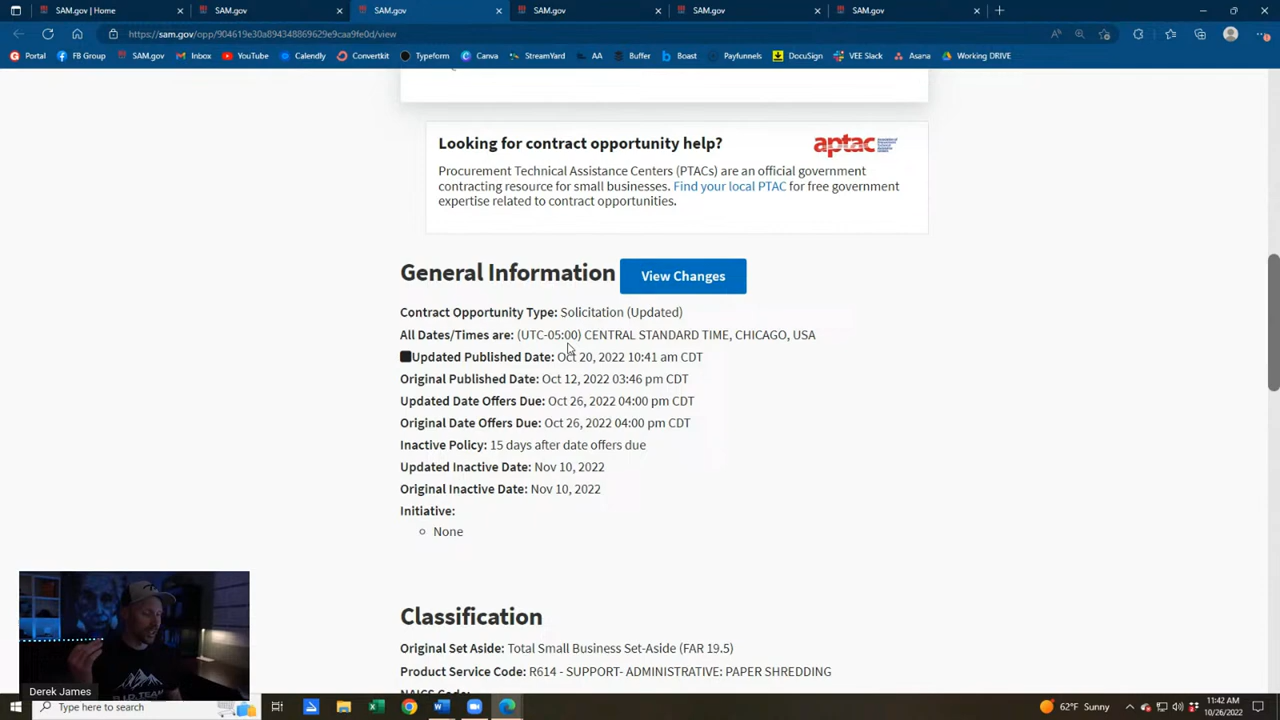 SAM.gov | Home
SAM.gov
SAM.gov
SAM.gov
SAM.gov
SAM.gov
https://sam.gov/opp/904619e30a894348869629e9caa9fe0d/view
Portal
FB Group
SAM.gov
Inbox
YouTube
Calendly
Convertkit
Typeform
Canva
StreamYard
AA
Buffer
Boast
Payfunnels
DocuSign
VEE Slack
Asana
Working DRIVE
Looking for contract opportunity help?
aptac
Procurement Technical Assistance Centers (PTACs) are an official government
contracting resource for small businesses. Find your local PTAC for free government
expertise related to contract opportunities.
General Information
View Changes
Contract Opportunity Type: Solicitation (Updated)
All Dates/Times are: (UTC-05:00) CENTRAL STANDARD TIME, CHICAGO, USA
Updated Published Date: Oct 20, 2022 10:41 am CDT
Original Published Date: Oct 12, 2022 03:46 pm CDT
Updated Date Offers Due: Oct 26, 2022 04:00 pm CDT
Original Date Offers Due: Oct 26, 2022 04:00 pm CDT
Inactive Policy: 15 days after date offers due
Updated Inactive Date: Nov 10, 2022
Original Inactive Date: Nov 10, 2022
Initiative:
None
Classification
Original Set Aside: Total Small Business Set-Aside (FAR 19.5)
Product Service Code: R614 - SUPPORT- ADMINISTRATIVE: PAPER SHREDDING
NAICS Code:
Derek James
Type here to search
62°F Sunny
11:42 AM
10/26/2022